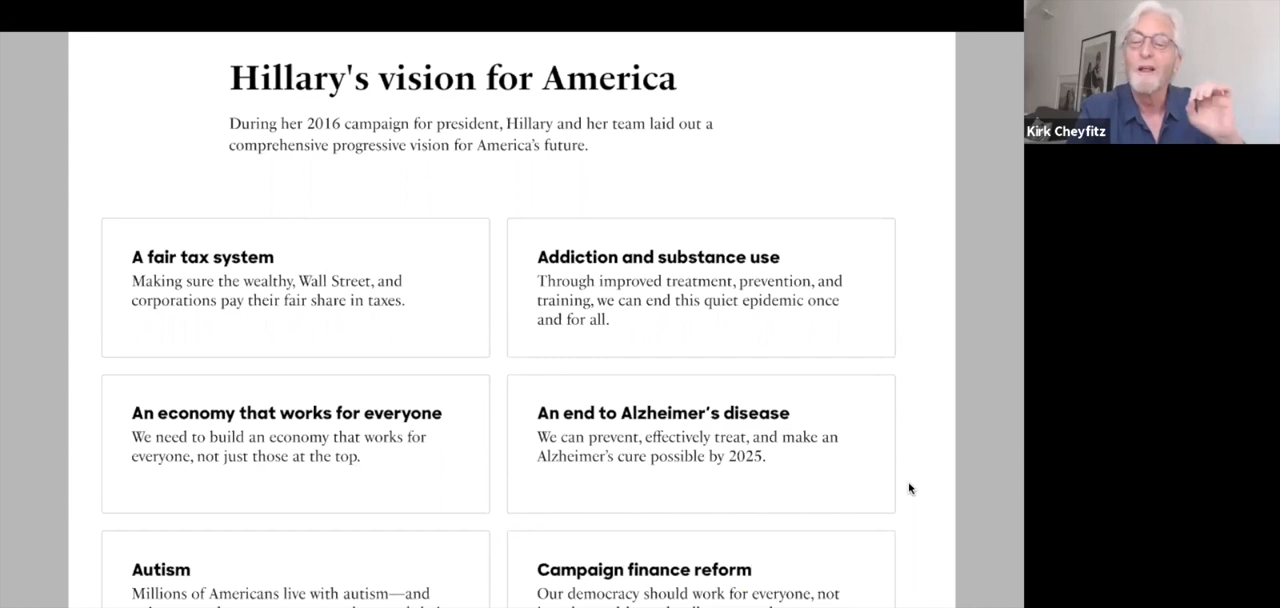 Hillary's vision for America
During her 2016 campaign for president, Hillary and her team laid out a
comprehensive progressive vision for America's future.
A fair tax system
Making sure the wealthy, Wall Street, and
corporations pay their fair share in taxes.
Addiction and substance use
Through improved treatment, prevention, and
training, we can end this quiet epidemic once
and for all.
An economy that works for everyone
We need to build an economy that works for
everyone, not just those at the top.
An end to Alzheimer's disease
We can prevent, effectively treat, and make an
Alzheimer's cure possible by 2025.
Autism
Millions of Americans live with autism—and
Campaign finance reform
Our democracy should work for everyone, not
Kirk Cheyfitz